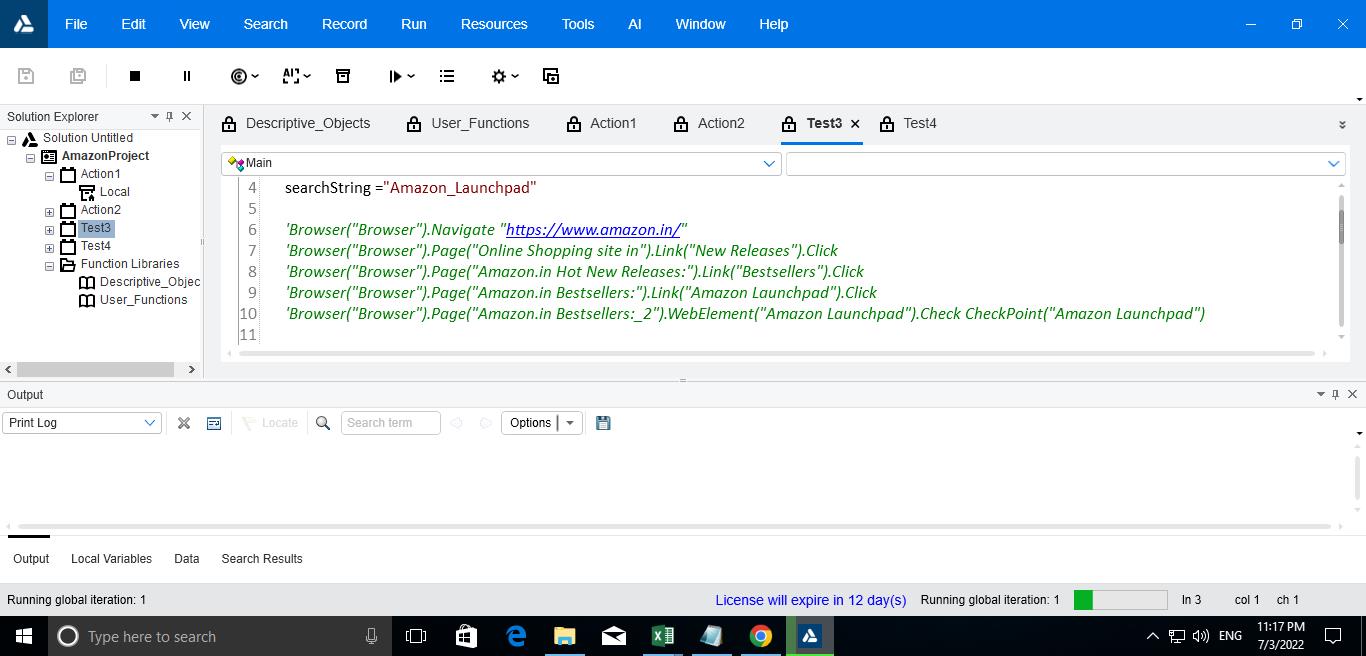 File Edit View Search Record Run Resources Tools AI Window Help
Solution Explorer
Solution Untitled
AmazonProject
Action1
Local
Action2
Test3
Test4
Function Libraries
Descriptive_Objec
User_Functions
Descriptive_Objects User_Functions Action1 Action2 Test3 Test4
Main
4 searchString ="Amazon_Launchpad"
5
6 'Browser("Browser").Navigate "https://www.amazon.in/"
7 'Browser("Browser").Page("Online Shopping site in").Link("New Releases").Click
8 'Browser("Browser").Page("Amazon.in Hot New Releases:").Link("Bestsellers").Click
9 'Browser("Browser").Page("Amazon.in Bestsellers:").Link("Amazon Launchpad").Click
10 'Browser("Browser").Page("Amazon.in Bestsellers:_2").WebElement("Amazon Launchpad").Check CheckPoint("Amazon Launchpad")
11
Output
Print Log Locate Search term Options
Output Local Variables Data Search Results
Running global iteration: 1 License will expire in 12 day(s) Running global iteration: 1 ln 3 col 1 ch 1
Type here to search ENG 11:17 PM
7/3/2022